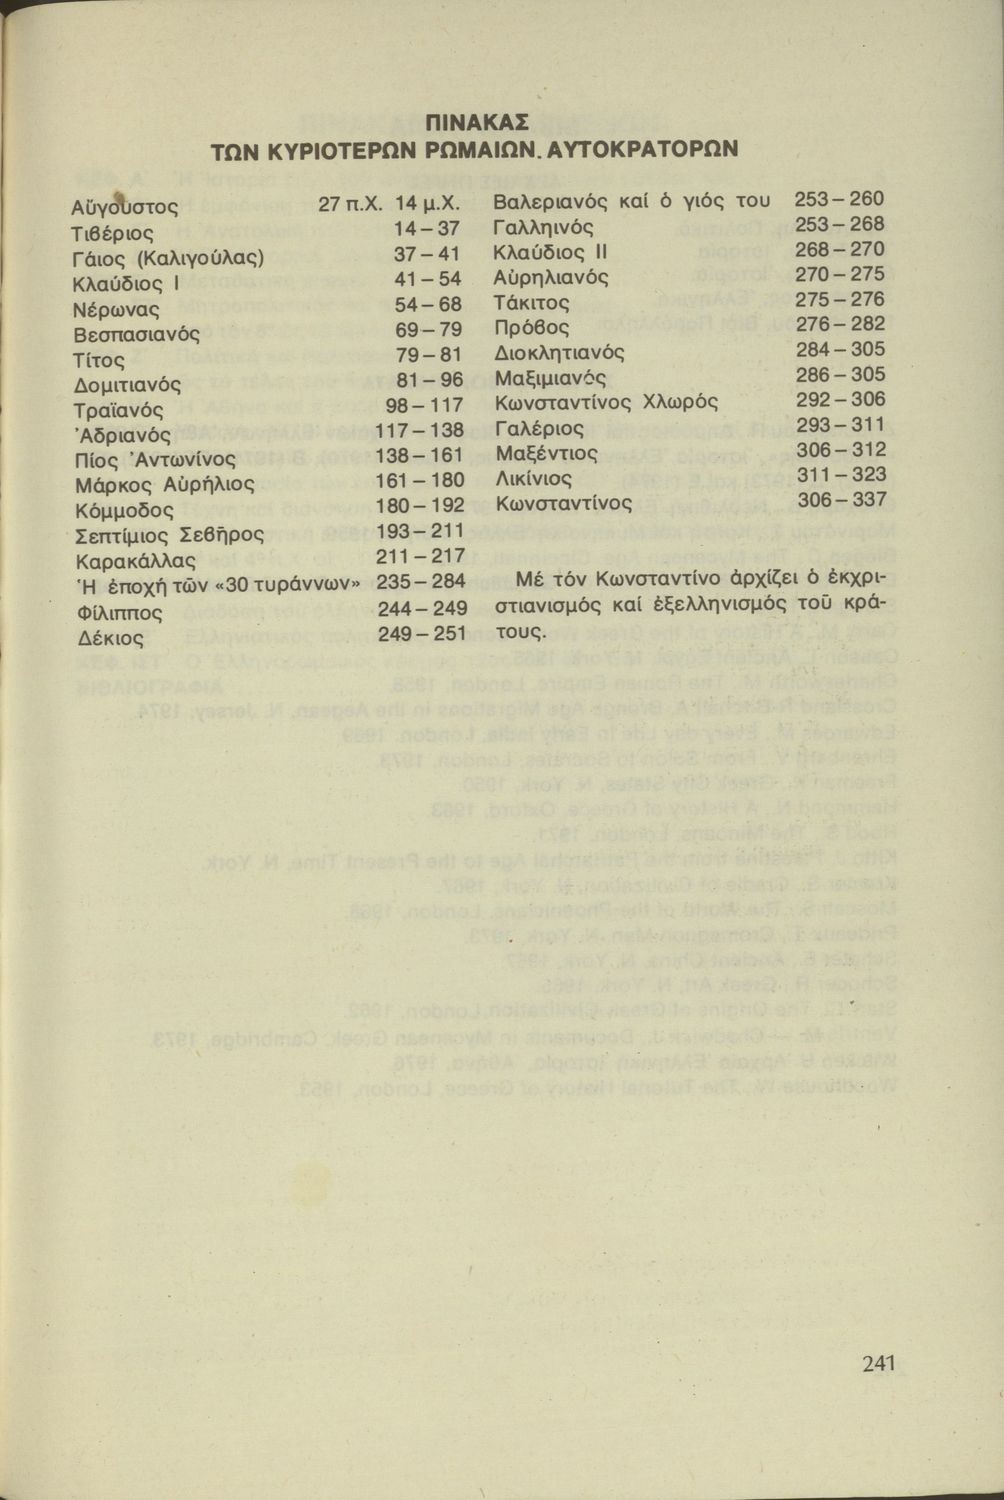 ΠΙΝΑΚΑΣ
ΤΩΝ ΚΥΡΙΟΤΕΡΩΝ ΡΩΜΑΙΩΝ ΑΥΤΟΚΡΑΤΟΡΩΝ
Αὔγουστος 27 π.Χ. 14 μ.Χ.
Τιβέριος 14 – 37
Γάιος (Καλιγούλας) 37 – 41
Κλαύδιος Ι 41 – 54
Νέρωνας 54 – 68
Βεσπασιανός 69 – 79
Τίτος 79 – 81
Δομιτιανός 81 – 96
Τραϊανός 98 – 117
Ἀδριανός 117 – 138
Πίος Ἀντωνίνος 138 – 161
Μάρκος Αὐρήλιος 161 – 180
Κόμμοδος 180 – 192
Σεπτίμιος Σεβῆρος 193 – 211
Καρακάλλας 211 – 217
Ἡ ἐποχή τῶν «30 τυράννων» 235 – 284
Φίλιππος 244 – 249
Δέκιος 249 – 251
Βαλεριανός καί ὁ γιός του 253 – 260
Γαλληινός 253 – 268
Κλαύδιος ΙΙ 268 – 270
Αὐρηλιανός 270 – 275
Τάκιτος 275 – 276
Πρόβος 276 – 282
Διοκλητιανός 284 – 305
Μαξιμιανός 286 – 305
Κωνσταντίνος Χλωρός 292 – 306
Γαλέριος 293 – 311
Μαξέντιος 306 – 312
Λικίνιος 311 – 323
Κωνσταντίνος 306 – 337
Μέ τόν Κωνσταντίνο ἀρχίζει ὁ ἐκχρι-
στιανισμός καί ἐξελληνισμός τοῦ κρά-
τους.
241